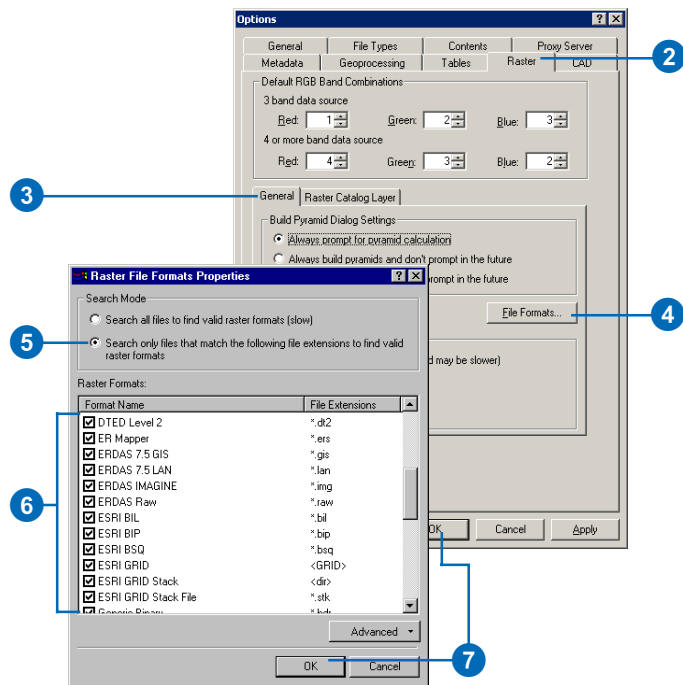 Options
General File Types Contents Proxy Server
Metadata Geoprocessing Tables Raster CAD
2
Default RGB Band Combinations
3 band data source
Red: 1 Green: 2 Blue: 3
4 or more band data source
Red: 4 Green: 3 Blue: 2
3
General Raster Catalog Layer
Build Pyramid Dialog Settings
Always prompt for pyramid calculation
Always build pyramids and don't prompt in the future
prompt in the future
File Formats...
4
d may be slower)
OK Cancel Apply
Raster File Formats Properties
Search Mode
Search all files to find valid raster formats (slow)
5
Search only files that match the following file extensions to find valid
raster formats
Raster Formats:
Format Name File Extensions
DTED Level 2 *.dt2
ER Mapper *.ers
ERDAS 7.5 GIS *.gis
ERDAS 7.5 LAN *.lan
ERDAS IMAGINE *.img
ERDAS Raw *.raw
6
ESRI BIL *.bil
ESRI BIP *.bip
ESRI BSQ *.bsq
ESRI GRID <GRID>
ESRI GRID Stack <dir>
ESRI GRID Stack File *.stk
Generic Binary *.hdr
Advanced
7
OK Cancel